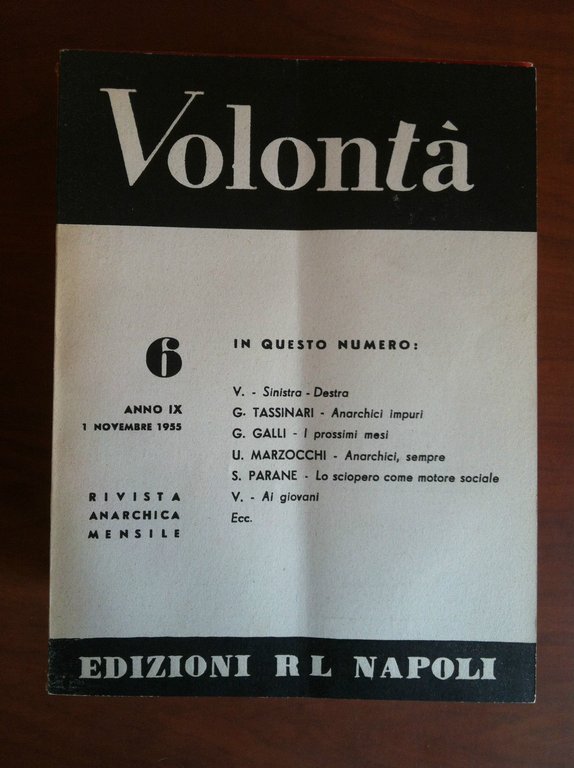 Volontà
6
ANNO IX
1 NOVEMBRE 1955
RIVISTA
ANARCHICA
MENSILE
IN QUESTO NUMERO:
V. - Sinistra - Destra
G. TASSINARI - Anarchici impuri
G. GALLI - I prossimi mesi
U. MARZOCCHI - Anarchici, sempre
S. PARANE - Lo sciopero come motore sociale
V. - Ai giovani
Ecc.
EDIZIONI RL NAPOLI